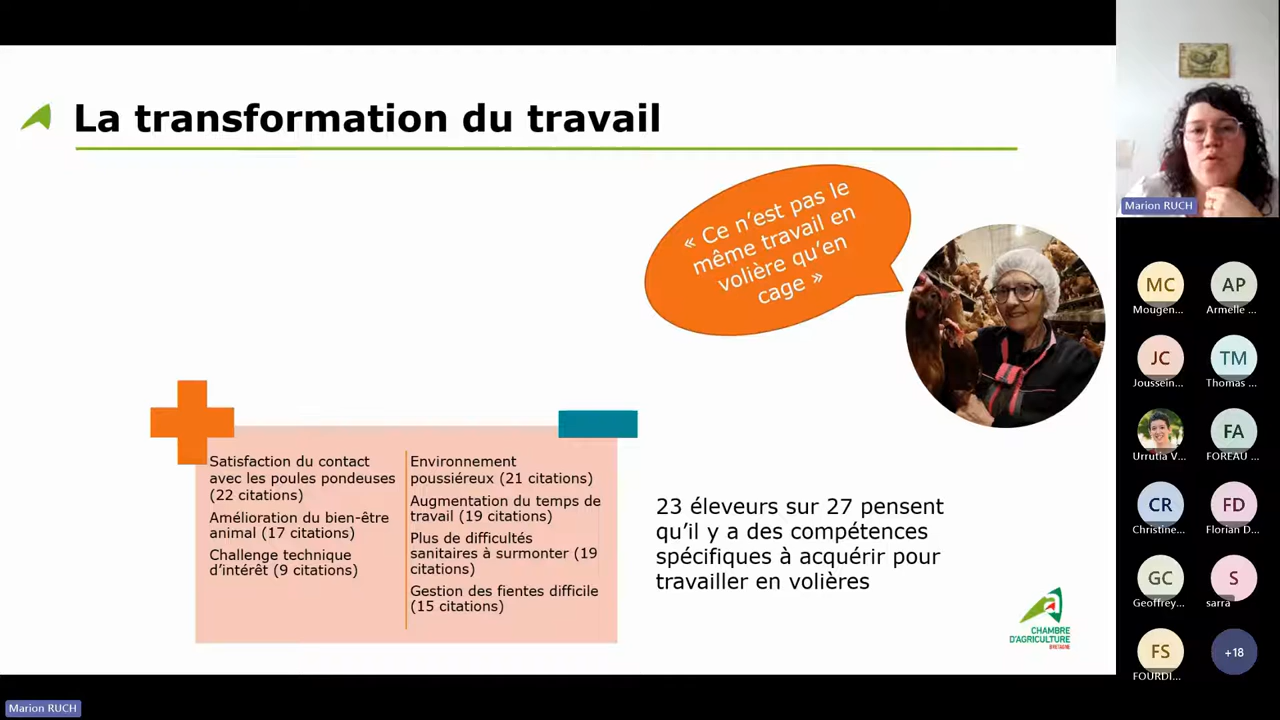 La transformation du travail
« Ce n’est pas le
même travail en
volière qu’en
cage »
Satisfaction du contact
avec les poules pondeuses
(22 citations)
Amélioration du bien-être
animal (17 citations)
Challenge technique
d’intérêt (9 citations)
Environnement
poussiéreux (21 citations)
Augmentation du temps de
travail (19 citations)
Plus de difficultés
sanitaires à surmonter (19
citations)
Gestion des fientes difficile
(15 citations)
23 éleveurs sur 27 pensent
qu’il y a des compétences
spécifiques à acquérir pour
travailler en volières
CHAMBRE
D'AGRICULTURE
BRETAGNE
Marion RUCH
MC
Mougen...
AP
Armelle ...
JC
Joussein...
TM
Thomas ...
Urrutia V...
FA
FOREAU ...
CR
Christine...
FD
Florian D...
GC
Geoffrey...
S
sarra
FS
FOURDI...
+18
Marion RUCH